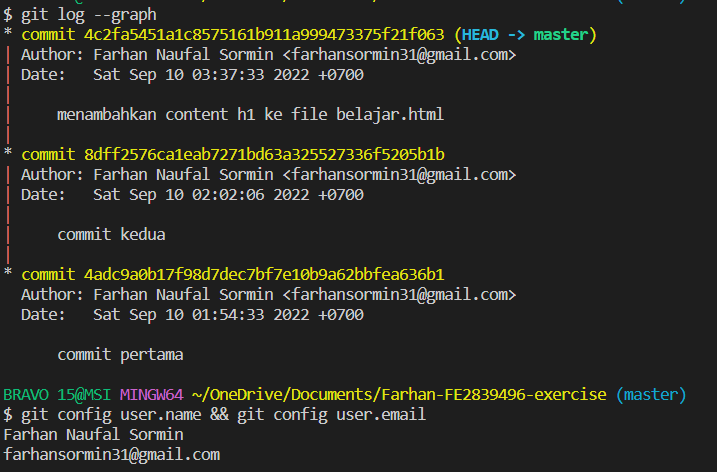 $ git log --graph
* commit 4c2fa5451a1c8575161b911a999473375f21f063 (HEAD -> master)
| Author: Farhan Naufal Sormin <farhansormin31@gmail.com>
| Date:   Sat Sep 10 03:37:33 2022 +0700
|
|     menambahkan content h1 ke file belajar.html
|
* commit 8dff2576ca1eab7271bd63a325527336f5205b1b
| Author: Farhan Naufal Sormin <farhansormin31@gmail.com>
| Date:   Sat Sep 10 02:02:06 2022 +0700
|
|     commit kedua
|
* commit 4adc9a0b17f98d7dec7bf7e10b9a62bbfea636b1
  Author: Farhan Naufal Sormin <farhansormin31@gmail.com>
  Date:   Sat Sep 10 01:54:33 2022 +0700

      commit pertama

BRAVO 15@MSI MINGW64 ~/OneDrive/Documents/Farhan-FE2839496-exercise (master)
$ git config user.name && git config user.email
Farhan Naufal Sormin
farhansormin31@gmail.com